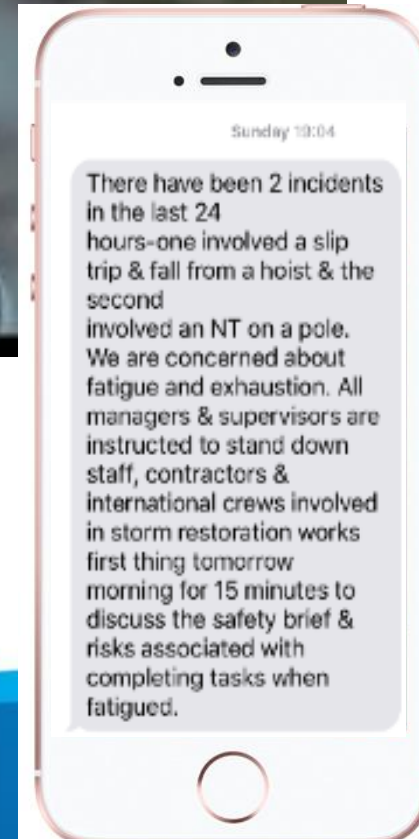 Sunday 19:04
There have been 2 incidents
in the last 24
hours-one involved a slip
trip & fall from a hoist & the
second
involved an NT on a pole.
We are concerned about
fatigue and exhaustion. All
managers & supervisors are
instructed to stand down
staff, contractors &
international crews involved
in storm restoration works
first thing tomorrow
morning for 15 minutes to
discuss the safety brief &
risks associated with
completing tasks when
fatigued.